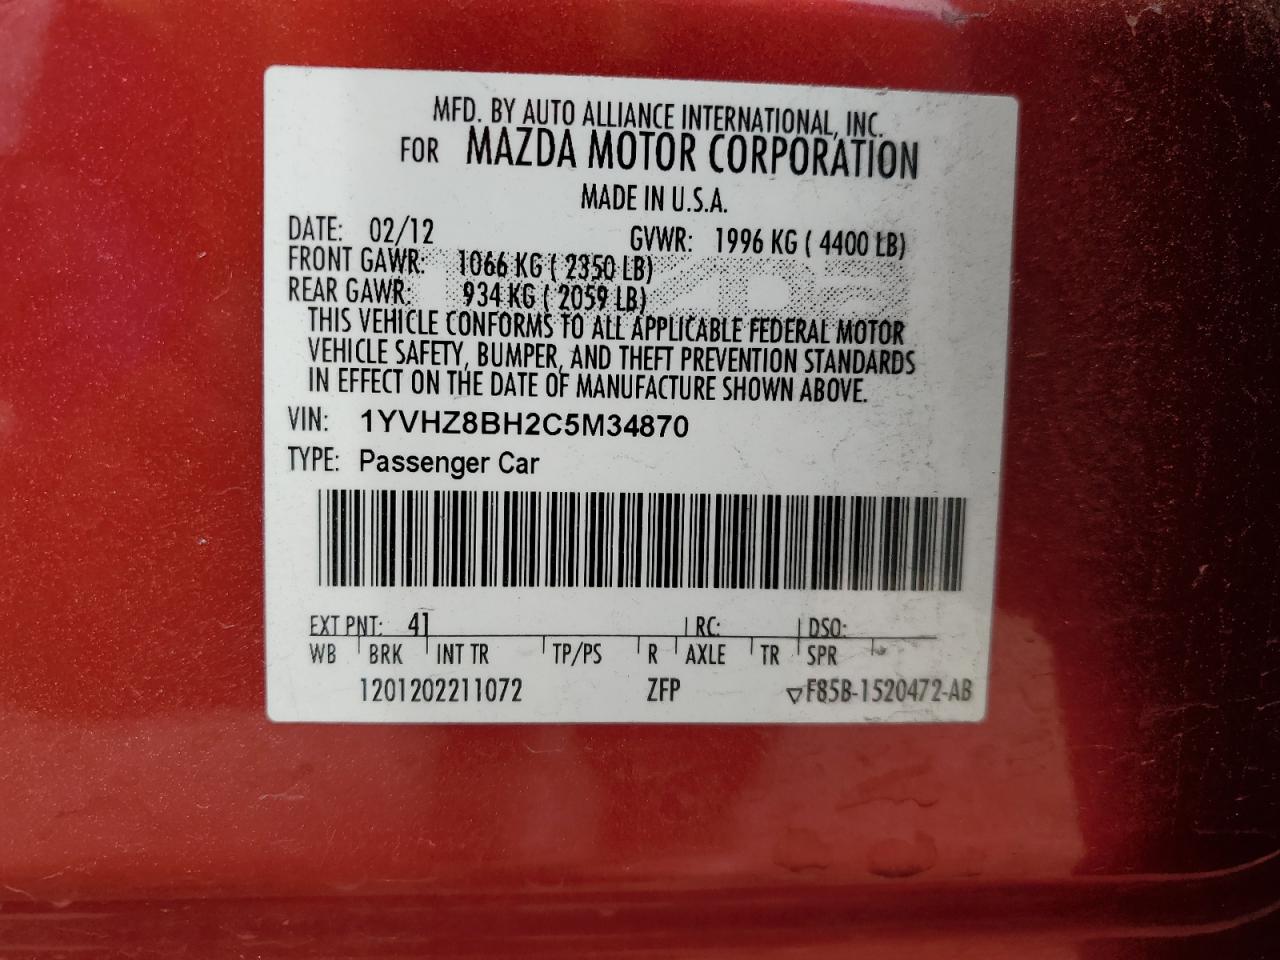 MFD. BY AUTO ALLIANCE INTERNATIONAL, INC.
FOR MAZDA MOTOR CORPORATION
MADE IN U.S.A.
DATE: 02/12 GVWR: 1996 KG ( 4400 LB)
FRONT GAWR: 1066 KG ( 2350 LB)
REAR GAWR: 934 KG ( 2059 LB)
THIS VEHICLE CONFORMS TO ALL APPLICABLE FEDERAL MOTOR
VEHICLE SAFETY, BUMPER, AND THEFT PREVENTION STANDARDS
IN EFFECT ON THE DATE OF MANUFACTURE SHOWN ABOVE.
VIN: 1YVHZ8BH2C5M34870
TYPE: Passenger Car
EXT PNT: 41 RC: DSO:
WB BRK INT TR TP/PS R AXLE TR SPR
1201202211072 ZFP ▽F85B-1520472-AB